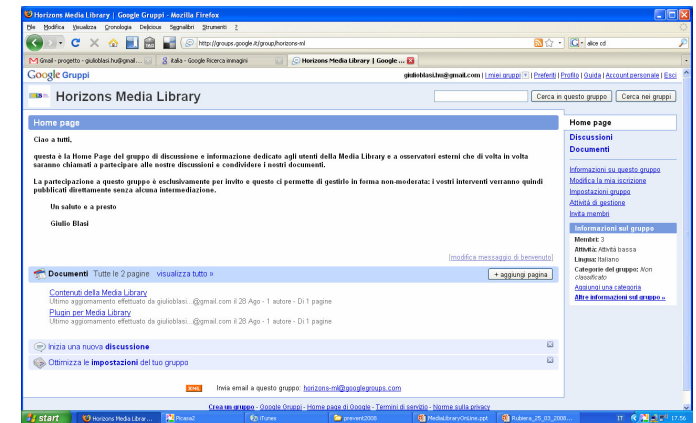 Horizons Media Library | Google Gruppi - Mozilla Firefox
File Modifica Visualizza Cronologia Delicious Segnalibri Strumenti ?
http://groups.google.it/group/horizons-ml
alice cd
Gmail - progetto - giulioblasi.hu@gmail....
italia - Google Ricerca immagini
Horizons Media Library | Google ...
Google Gruppi
giulioblasi.hu@gmail.com | I miei gruppi | Preferiti | Profilo | Guida | Account personale | Esci
Horizons Media Library
Cerca in questo gruppo
Cerca nei gruppi
Home page
Ciao a tutti,
questa è la Home Page del gruppo di discussione e informazione dedicato agli utenti della Media Library e a osservatori esterni che di volta in volta
saranno chiamati a partecipare alle nostre discussioni e condividere i nostri documenti.
La partecipazione a questo gruppo è esclusivamente per invito e questo ci permette di gestirlo in forma non-moderata: i vostri interventi verranno quindi
pubblicati direttamente senza alcuna intermediazione.
Un saluto e a presto
Giulio Blasi
[modifica messaggio di benvenuto]
Documenti Tutte le 2 pagine visualizza tutto »
+ aggiungi pagina
Contenuti della Media Library
Ultimo aggiornamento effettuato da giulioblasi...@gmail.com il 28 Ago - 1 autore - Di 1 pagine
Plugin per Media Library
Ultimo aggiornamento effettuato da giulioblasi...@gmail.com il 28 Ago - 1 autore - Di 1 pagine
Inizia una nuova discussione
Ottimizza le impostazioni del tuo gruppo
XML Invia email a questo gruppo: horizons-ml@googlegroups.com
Crea un gruppo - Google Gruppi - Home page di Google - Termini di servizio - Norme sulla privacy
Home page
Discussioni
Documenti
Informazioni su questo gruppo
Modifica la mia iscrizione
Impostazioni gruppo
Attività di gestione
Invita membri
Informazioni sul gruppo
Membri: 3
Attività: Attività bassa
Lingua: Italiano
Categorie del gruppo: Non
classificato
Aggiungi una categoria
Altre informazioni sul gruppo »
start
Horizons Media Librar...
Picasa2
iTunes
prevent2008
MediaLibraryOnLine.ppt
Rubiera_25_03_2008...
IT
17.56